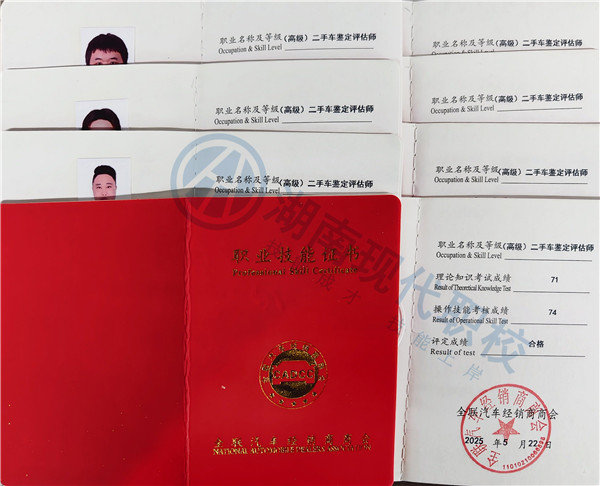 职业名称及等级(高级)二手车鉴定评估师
Occupation & Skill Level
职业名称及等级(高级)二手车鉴定评估师
Occupation & Skill Level
职业名称及等级(高级)二手车鉴定评估师
Occupation & Skill Level
职业名称及等级(高级)二手车鉴定评估师
Occupation & Skill Level
职业名称及等级(高级)二手车鉴定评估师
Occupation & Skill Level
职业名称及等级(高级)二手车鉴定评估师
Occupation & Skill Level
湖南现代职校
职业技能证书
Occupational Skill Certificate
CADCC
全联汽车经销商商会
NATIONAL AUTOMOBILE DEALERS ASSOCIATION
职业名称及等级(高级)二手车鉴定评估师
Occupation & Skill Level
理论知识考试成绩 71
Result of Theoretical Knowledge Test
操作技能考核成绩 74
Result of Operational Skill Test
评定成绩 合格
Result of test
全联汽车经销商商会
2025 年 5 月 22 日